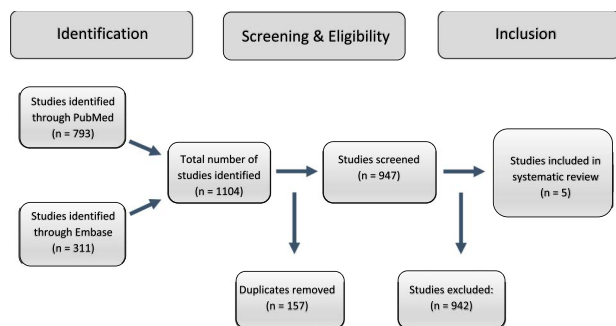 Identification
Screening & Eligibility
Inclusion
Studies identified
through PubMed
(n = 793)
Studies identified
through Embase
(n = 311)
Total number of
studies identified
(n = 1104)
Duplicates removed
(n = 157)
Studies screened
(n = 947)
Studies excluded:
(n = 942)
Studies included in
systematic review
(n = 5)